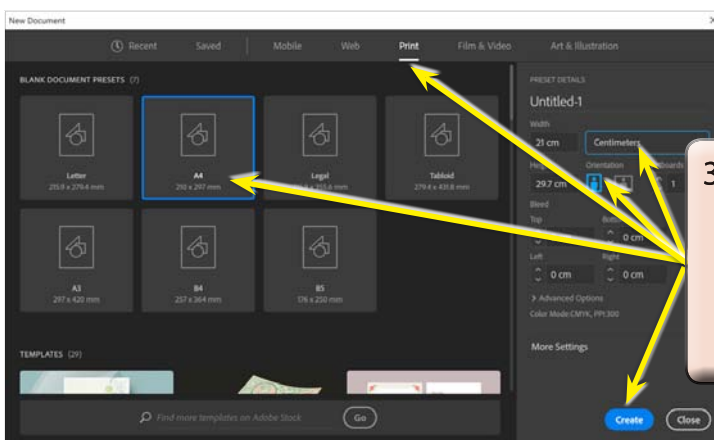 New Document
Recent Saved Mobile Web Print Film & Video Art & Illustration
BLANK DOCUMENT PRESETS (7)
Letter
215.9 x 279.4 mm
A4
210 x 297 mm
Legal
Tabloid
279.4 x 431.8 mm
A3
297 x 420 mm
B4
257 x 364 mm
B5
176 x 250 mm
TEMPLATES (29)
Find more templates on Adobe Stock
Go
PRESET DETAILS
Untitled-1
Width
21 cm Centimeters
Orientation
29.7 cm 1
Bleed
Top
0 cm
Left Right
0 cm 0 cm
> Advanced Options
Color Mode:CMYK, PPI:300
More Settings
Create Close
3